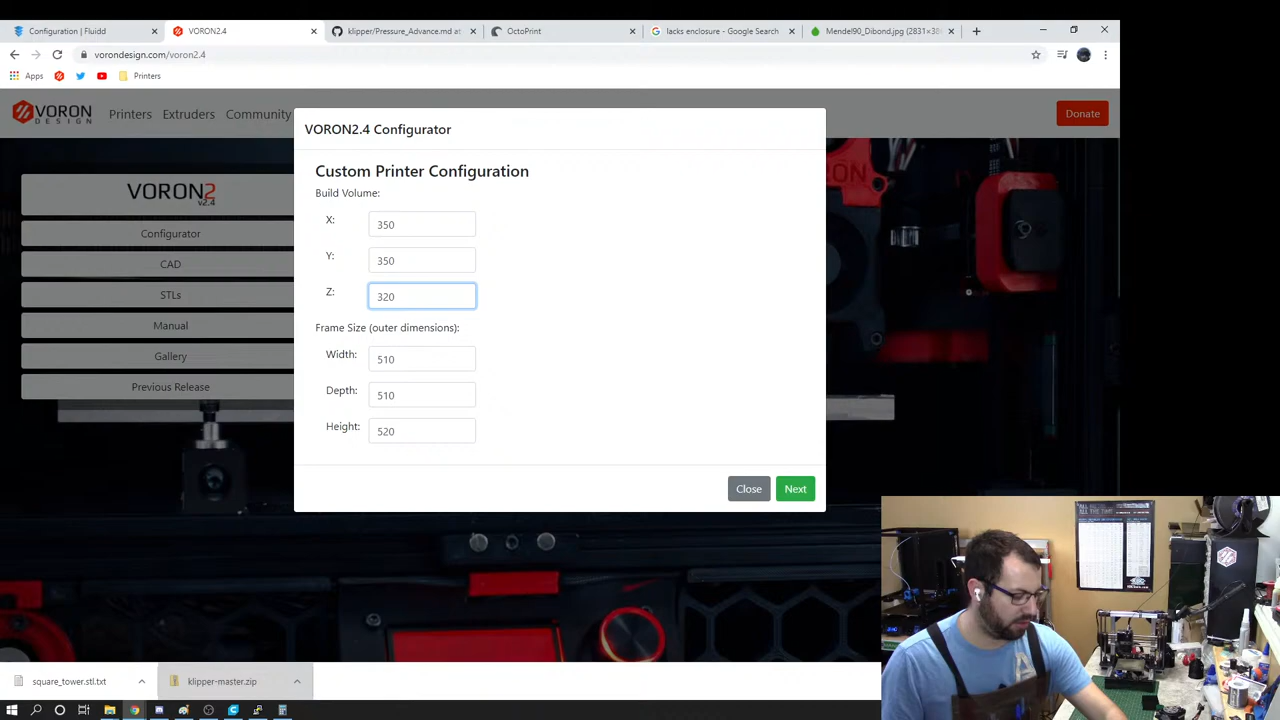 Configuration | Fluidd
VORON2.4
klipper/Pressure_Advance.md at
OctoPrint
lacks enclosure - Google Search
Mendel90_Dibond.jpg (2831×38
vorondesign.com/voron2.4
Apps
Printers
VORON
DESIGN
Printers
Extruders
Community
Donate
VORON2
v2.4
Configurator
CAD
STLs
Manual
Gallery
Previous Release
VORON2.4 Configurator
Custom Printer Configuration
Build Volume:
X:
350
Y:
350
Z:
320
Frame Size (outer dimensions):
Width:
510
Depth:
510
Height:
520
Close
Next
square_tower.stl.txt
klipper-master.zip